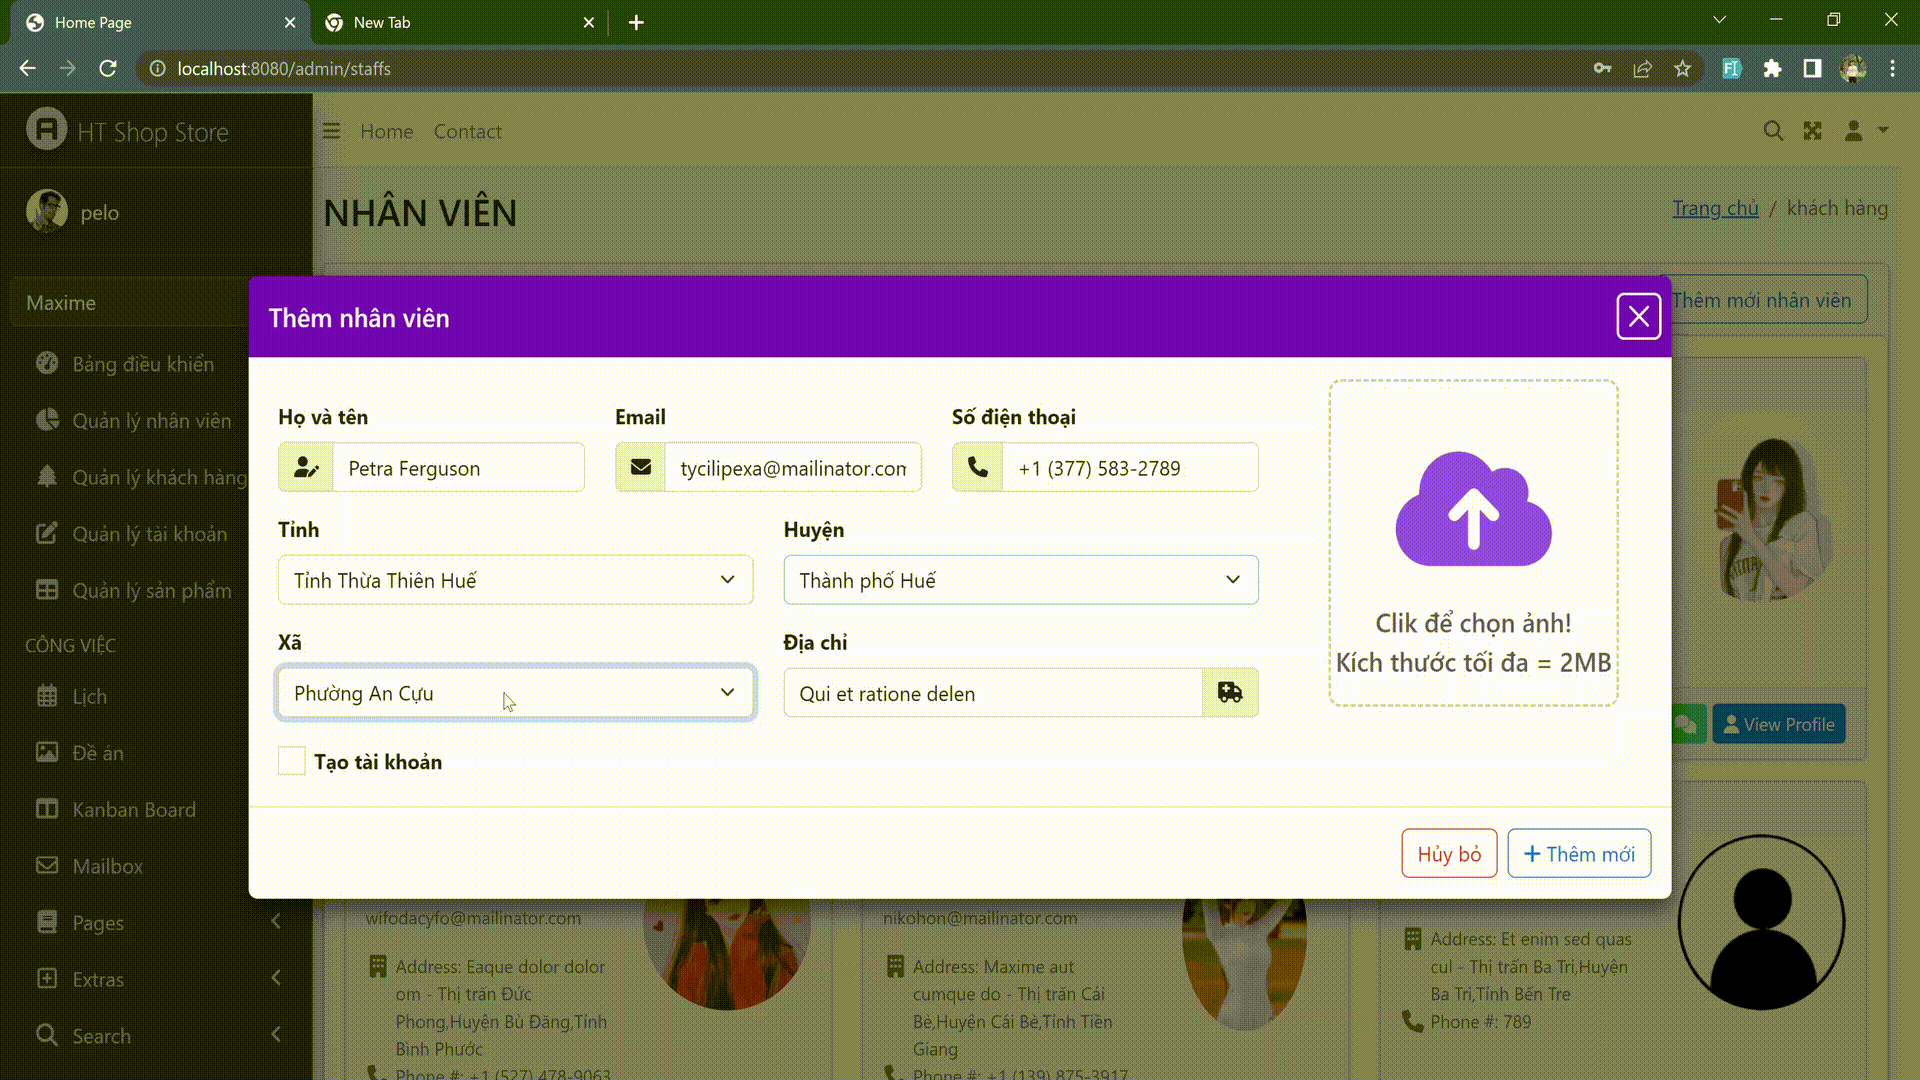 Home Page
New Tab
localhost:8080/admin/staffs
HT Shop Store
Home
Contact
pelo
NHÂN VIÊN
Trang chủ / khách hàng
Maxime
Thêm mới nhân viên
Thêm nhân viên
Bảng điều khiển
Quản lý nhân viên
Quản lý khách hàng
Quản lý tài khoản
Quản lý sản phẩm
CÔNG VIỆC
Lịch
Đề án
Kanban Board
Mailbox
Pages
Extras
Search
Họ và tên
Email
Số điện thoại
Petra Ferguson
tycilipexa@mailinator.com
+1 (377) 583-2789
Tỉnh
Huyện
Tỉnh Thừa Thiên Huế
Thành phố Huế
Xã
Địa chỉ
Phường An Cựu
Qui et ratione delen
Tạo tài khoản
Clik để chọn ảnh!
Kích thước tối đa = 2MB
View Profile
Hủy bỏ
Thêm mới
wifodacyfo@mailinator.com
Address: Eaque dolor dolor
om - Thị trấn Đức
Phong,Huyện Bù Đăng,Tỉnh
Bình Phước
Phone #: +1 (527) 478-9063
nikohon@mailinator.com
Address: Maxime aut
cumque do - Thị trấn Cái
Bè,Huyện Cái Bè,Tỉnh Tiền
Giang
Phone #: +1 (139) 875-3917
Address: Et enim sed quas
cul - Thị trấn Ba Tri,Huyện
Ba Tri,Tỉnh Bến Tre
Phone #: 789